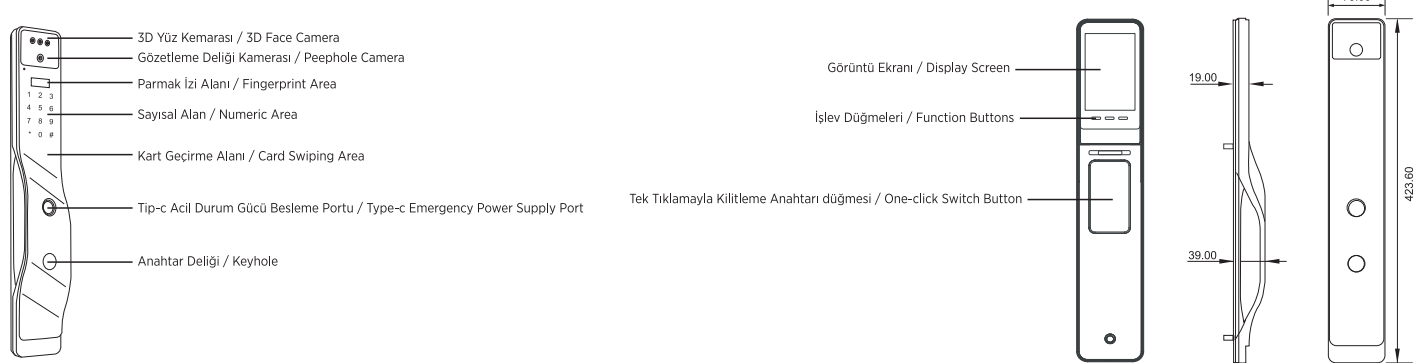 3D Yüz Kemarası / 3D Face Camera
Gözetleme Deliği Kamerası / Peephole Camera
Parmak İzi Alanı / Fingerprint Area
1 2 3
4 5 6
7 8 9
* 0 #
Sayısal Alan / Numeric Area
Kart Geçirme Alanı / Card Swiping Area
Tip-c Acil Durum Gücü Besleme Portu / Type-c Emergency Power Supply Port
Anahtar Deliği / Keyhole
Görüntü Ekranı / Display Screen
İşlev Düğmeleri / Function Buttons
Tek Tıklamayla Kilitleme Anahtarı düğmesi / One-click Switch Button
19.00
39.00
423.60